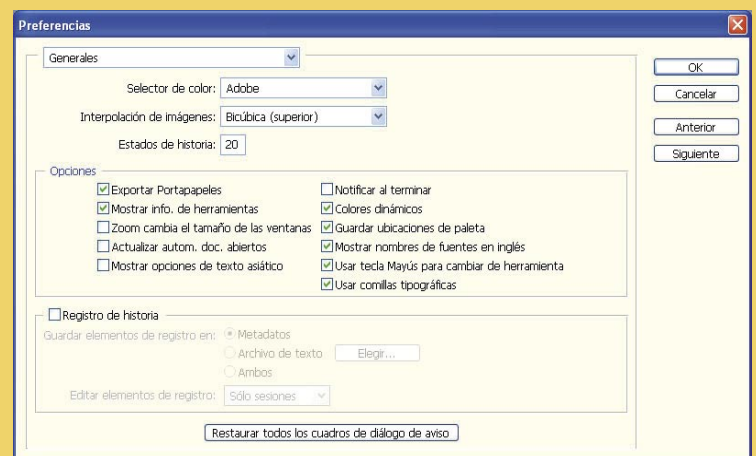 Preferencias
Generales
OK
Selector de color: Adobe
Cancelar
Interpolación de imágenes: Bicúbica (superior)
Anterior
Estados de historia: 20
Siguiente
Opciones
Exportar Portapapeles
Notificar al terminar
Mostrar info. de herramientas
Colores dinámicos
Zoom cambia el tamaño de las ventanas
Guardar ubicaciones de paleta
Actualizar autom. doc. abiertos
Mostrar nombres de fuentes en inglés
Mostrar opciones de texto asiático
Usar tecla Mayús para cambiar de herramienta
Usar comillas tipográficas
Registro de historia
Guardar elementos de registro en: Metadatos
Archivo de texto Elegir...
Ambos
Editar elementos de registro: Sólo sesiones
Restaurar todos los cuadros de diálogo de aviso